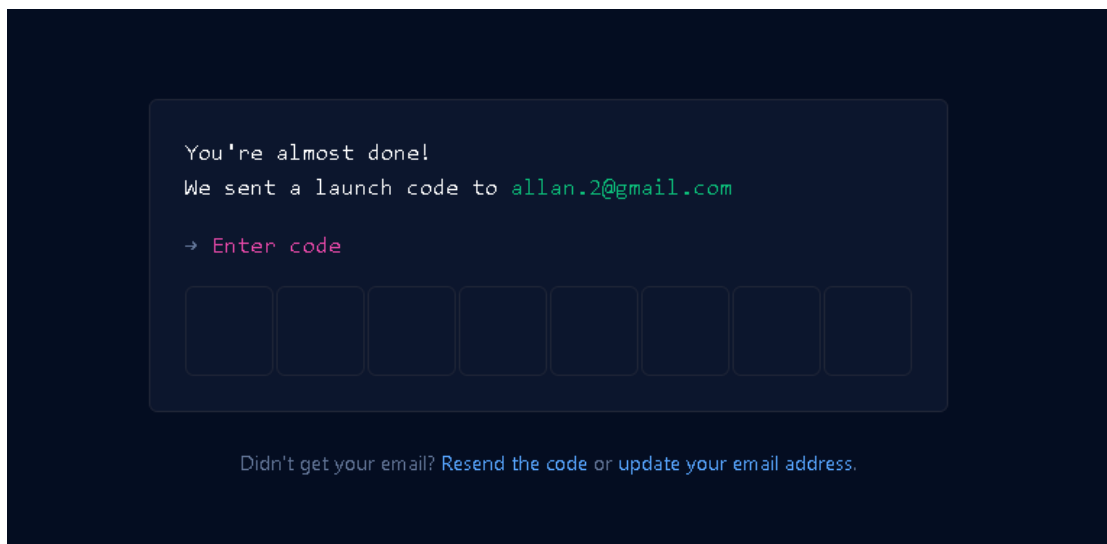 You're almost done!
We sent a launch code to allan.2@gmail.com
→ Enter code
Didn't get your email? Resend the code or update your email address.